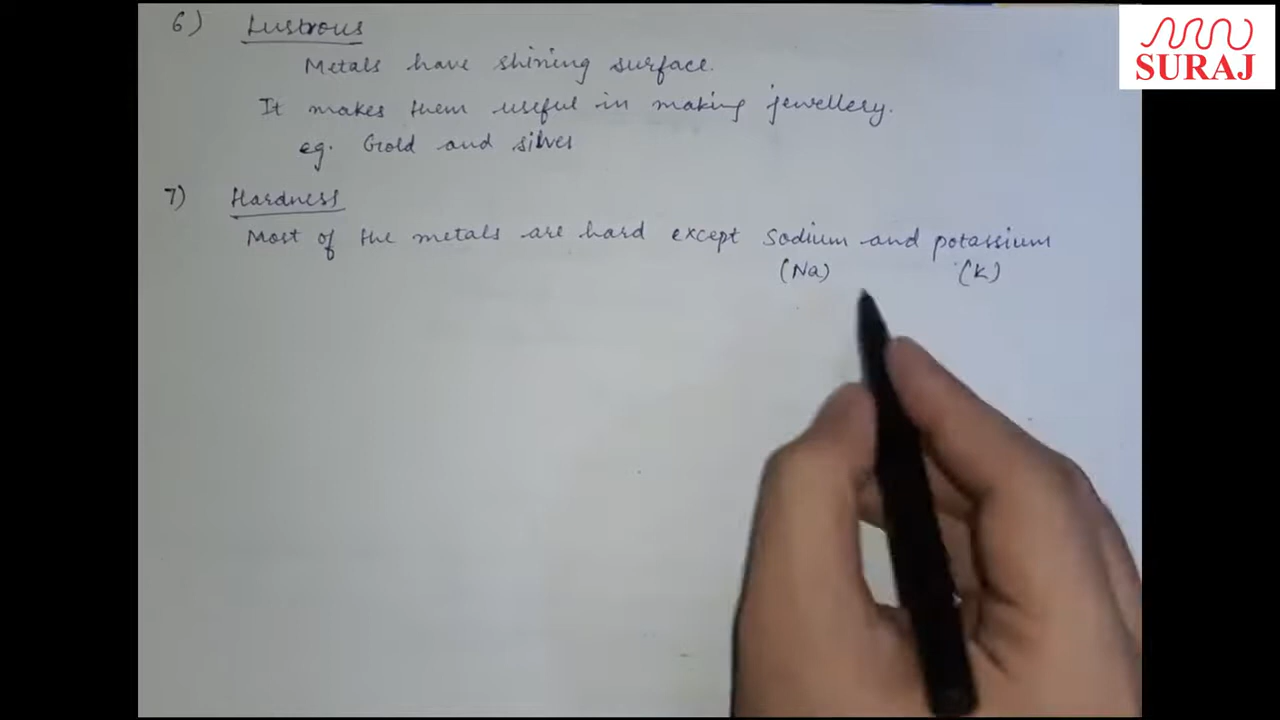 6) Lustrous
Metals have shining surface.
It makes them useful in making jewellery.
eg. Gold and silver
7) Hardness
Most of the metals are hard except Sodium and potassium
(Na) (K)
SURAJ